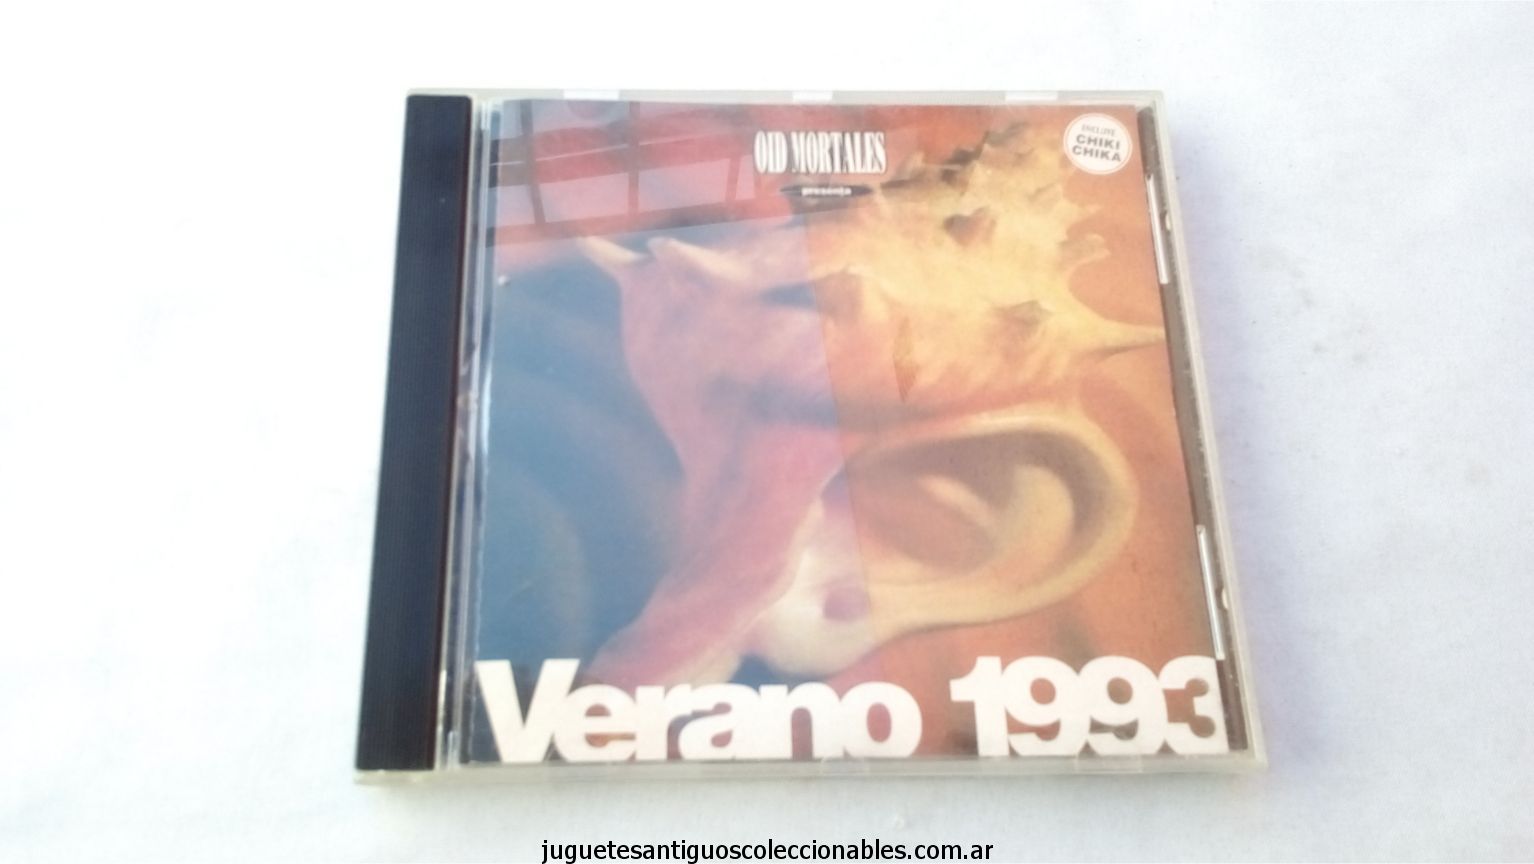 OID MORTALES
presenta
INCLUYE
CHIKI
CHIKA
Verano 1993
juguetesantiguoscoleccionables.com.ar